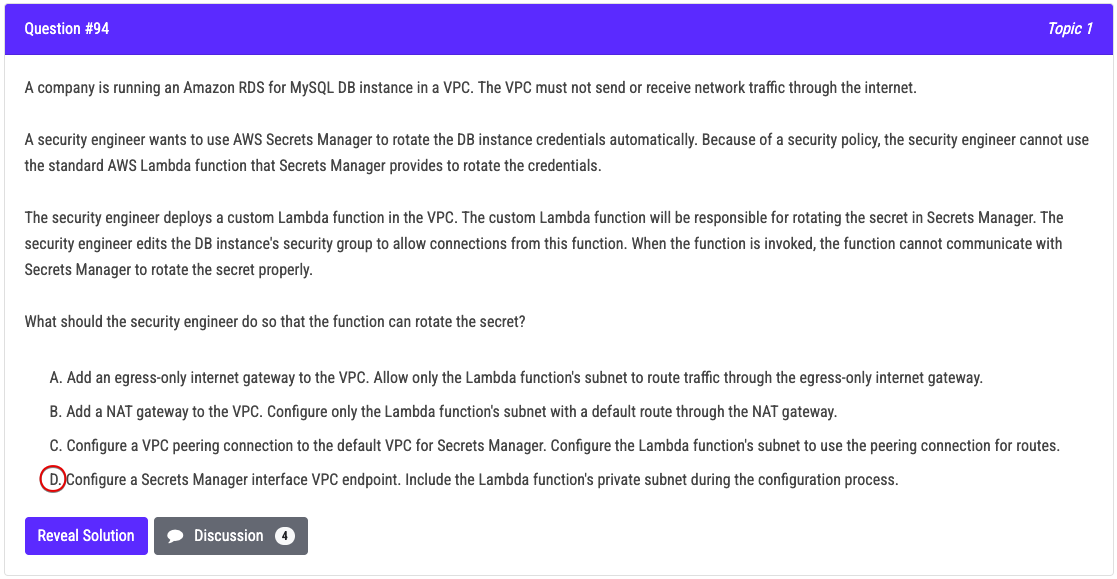 Question #94
Topic 1
A company is running an Amazon RDS for MySQL DB instance in a VPC. The VPC must not send or receive network traffic through the internet.
A security engineer wants to use AWS Secrets Manager to rotate the DB instance credentials automatically. Because of a security policy, the security engineer cannot use
the standard AWS Lambda function that Secrets Manager provides to rotate the credentials.
The security engineer deploys a custom Lambda function in the VPC. The custom Lambda function will be responsible for rotating the secret in Secrets Manager. The
security engineer edits the DB instance's security group to allow connections from this function. When the function is invoked, the function cannot communicate with
Secrets Manager to rotate the secret properly.
What should the security engineer do so that the function can rotate the secret?
A. Add an egress-only internet gateway to the VPC. Allow only the Lambda function's subnet to route traffic through the egress-only internet gateway.
B. Add a NAT gateway to the VPC. Configure only the Lambda function's subnet with a default route through the NAT gateway.
C. Configure a VPC peering connection to the default VPC for Secrets Manager. Configure the Lambda function's subnet to use the peering connection for routes.
D. Configure a Secrets Manager interface VPC endpoint. Include the Lambda function's private subnet during the configuration process.
Reveal Solution
Discussion 4